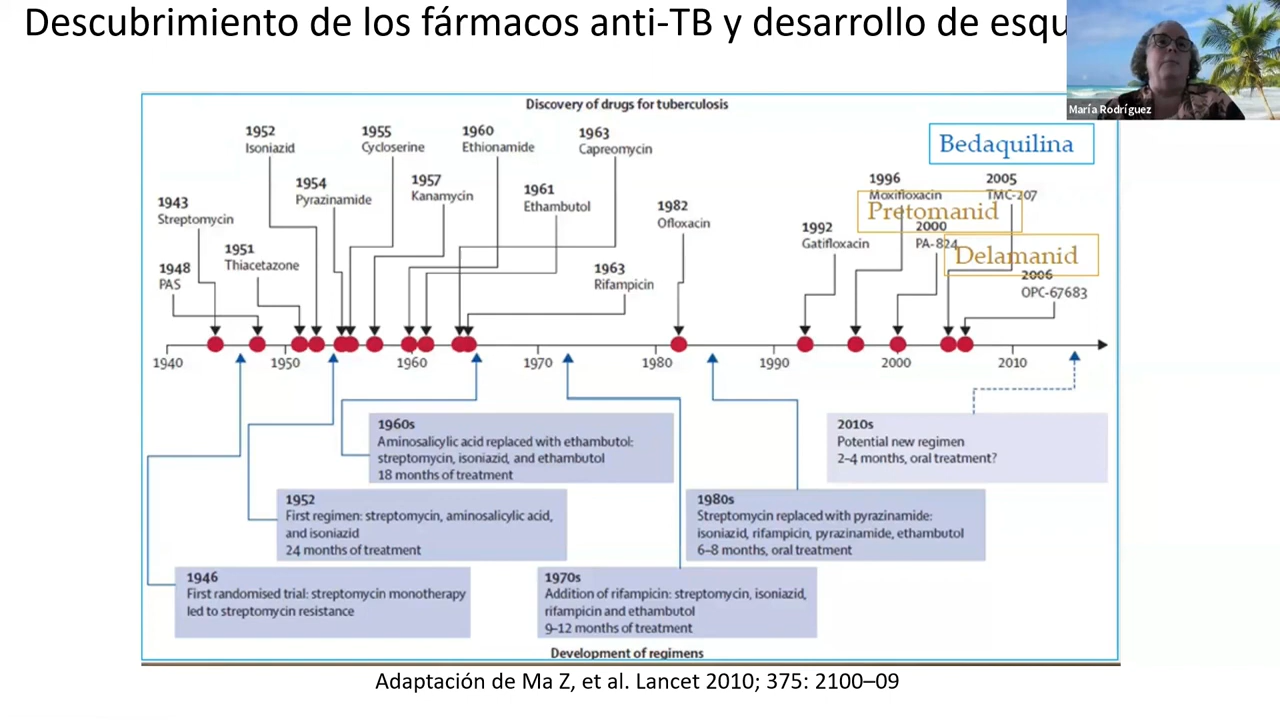 Descubrimiento de los fármacos anti-TB y desarrollo de esqu
María Rodríguez
Discovery of drugs for tuberculosis
Bedaquilina
1952
Isoniazid
1955
Cycloserine
1960
Ethionamide
1963
Capreomycin
1954
Pyrazinamide
1957
Kanamycin
1961
Ethambutol
1996
Moxifloxacin
2005
TMC-207
Pretomanid
1943
Streptomycin
1982
Ofloxacin
1992
Gatifloxacin
2000
PA-824
Delamanid
1951
Thiacetazone
1948
PAS
1963
Rifampicin
2006
OPC-67683
1940
1950
1960
1970
1980
1990
2000
2010
1960s
Aminosalicylic acid replaced with ethambutol:
streptomycin, isoniazid, and ethambutol
18 months of treatment
2010s
Potential new regimen
2–4 months, oral treatment?
1952
First regimen: streptomycin, aminosalicylic acid,
and isoniazid
24 months of treatment
1980s
Streptomycin replaced with pyrazinamide:
isoniazid, rifampicin, pyrazinamide, ethambutol
6–8 months, oral treatment
1946
First randomised trial: streptomycin monotherapy
led to streptomycin resistance
1970s
Addition of rifampicin: streptomycin, isoniazid,
rifampicin and ethambutol
9–12 months of treatment
Development of regimens
Adaptación de Ma Z, et al. Lancet 2010; 375: 2100–09